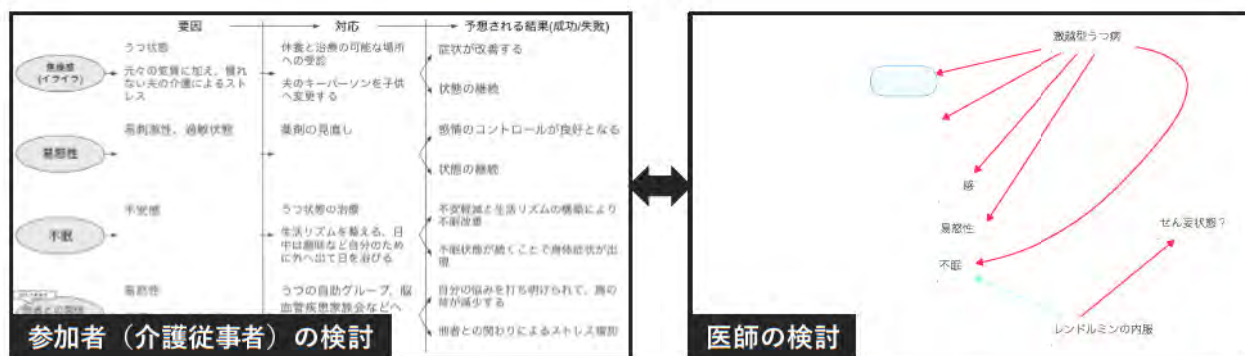 要因 → 対応 → 予想される結果(成功/失敗)
焦燥感
(イライラ)
うつ状態
元々の気質に加え、慣れ
ない夫の介護によるスト
レス
休養と治療の可能な場所
への受診
夫のキーパーソンを子供
へ変更する
症状が改善する
状態の継続
易怒性
易刺激性、過敏状態
薬剤の見直し
感情のコントロールが良好となる
状態の継続
不眠
不安感
うつ状態の治療
生活リズムを整える、日
中は趣味など自分のため
に外へ出て日を浴びる
不安軽減と生活リズムの構築により
不眠改善
不眠状態が続くことで身体症状が出
現
易怒性
うつの自助グループ、脳
血管疾患家族会などへ
自分の悩みを打ち明けられて、
が減少する
他者との関わりによるストレス増加
参加者(介護従事者)の検討
激越型うつ病
感
易怒性
不眠
せん妄状態?
レンドルミンの内服
医師の検討